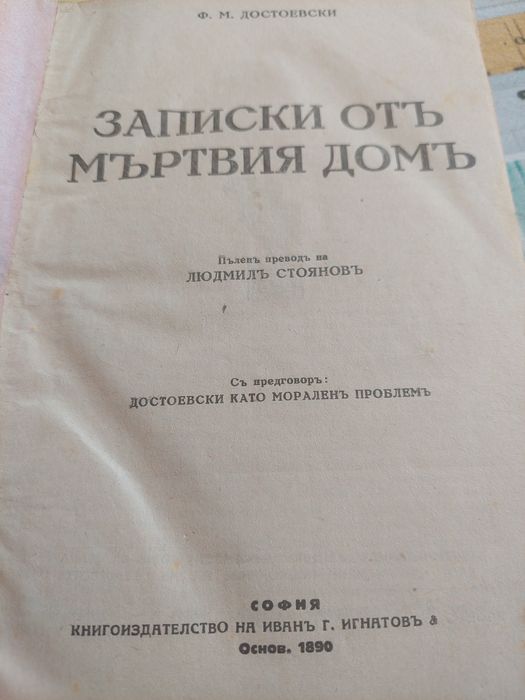 Ф. М. ДОСТОЕВСКИ
ЗАПИСКИ ОТЪ
МЪРТВИЯ ДОМЪ
Пъленъ преводъ на
ЛЮДМИЛЪ СТОЯНОВЪ
Съ предговоръ:
ДОСТОЕВСКИ КАТО МОРАЛЕНЪ ПРОБЛЕМЪ
СОФИЯ
КНИГОИЗДАТЕЛСТВО НА ИВАНЪ Г. ИГНАТОВЪ &
Основ. 1890